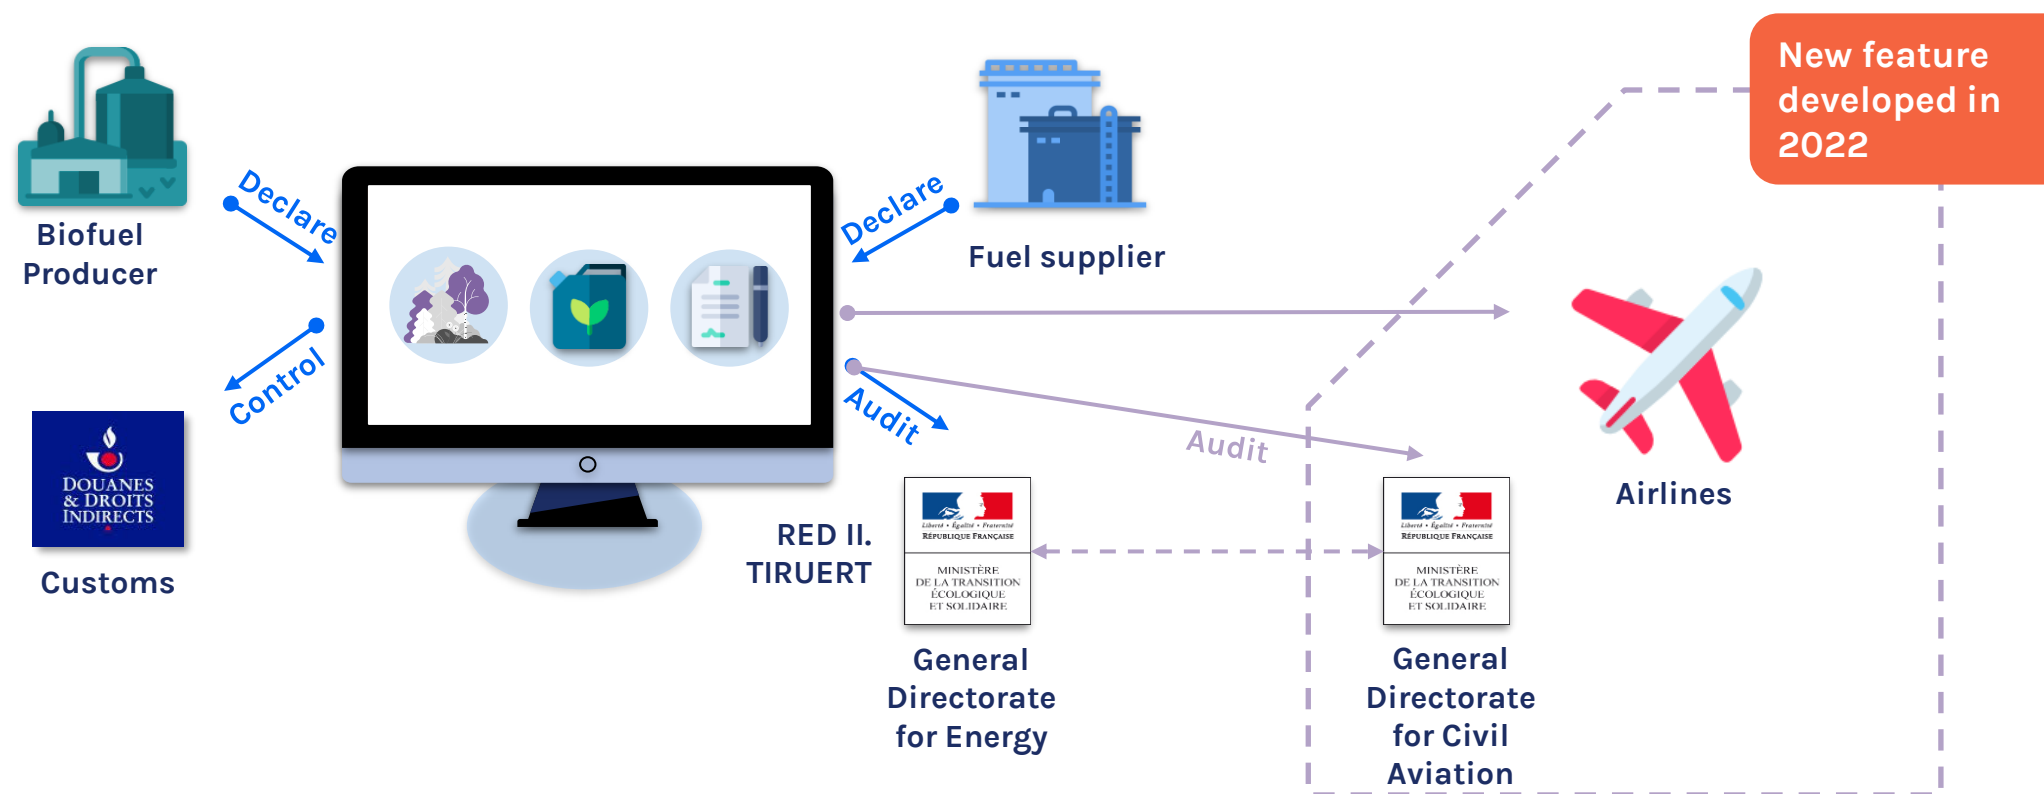 New feature
developed in
2022
Biofuel
Producer
Declare
Declare
Fuel supplier
Control
Audit
Audit
Airlines
DOUANES
& DROITS
INDIRECTS
Customs
RED II.
TIRUERT
Liberté • Égalité • Fraternité
RÉPUBLIQUE FRANÇAISE
MINISTÈRE
DE LA TRANSITION
ÉCOLOGIQUE
ET SOLIDAIRE
General
Directorate
for Energy
Liberté • Égalité • Fraternité
RÉPUBLIQUE FRANÇAISE
MINISTÈRE
DE LA TRANSITION
ÉCOLOGIQUE
ET SOLIDAIRE
General
Directorate
for Civil
Aviation